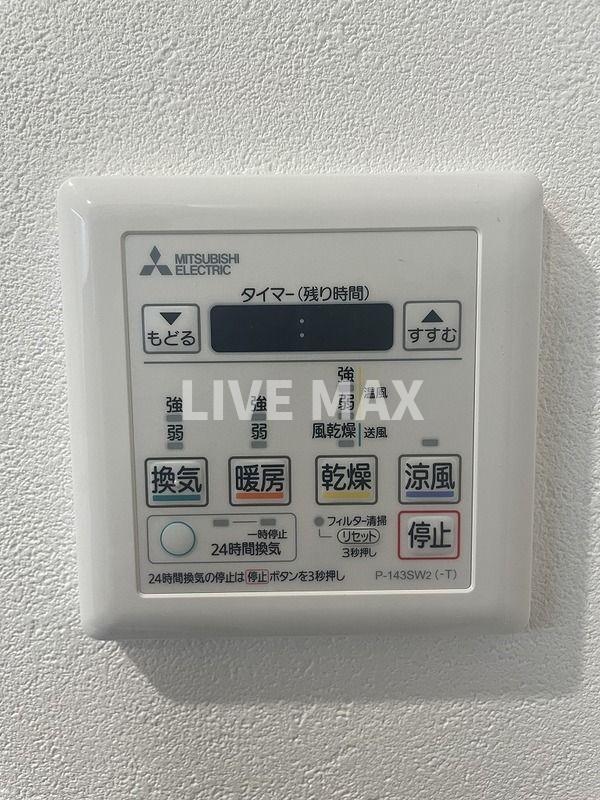 MITSUBISHI
ELECTRIC
タイマー(残り時間)
▼
もどる
:
▲
すすむ
強
弱
強
弱
強
弱
温風
風乾燥
送風
LIVE MAX
換気
暖房
乾燥
涼風
一時停止
24時間換気
フィルター清掃
リセット
3秒押し
停止
24時間換気の停止は停止ボタンを3秒押し
P-143SW2(-T)